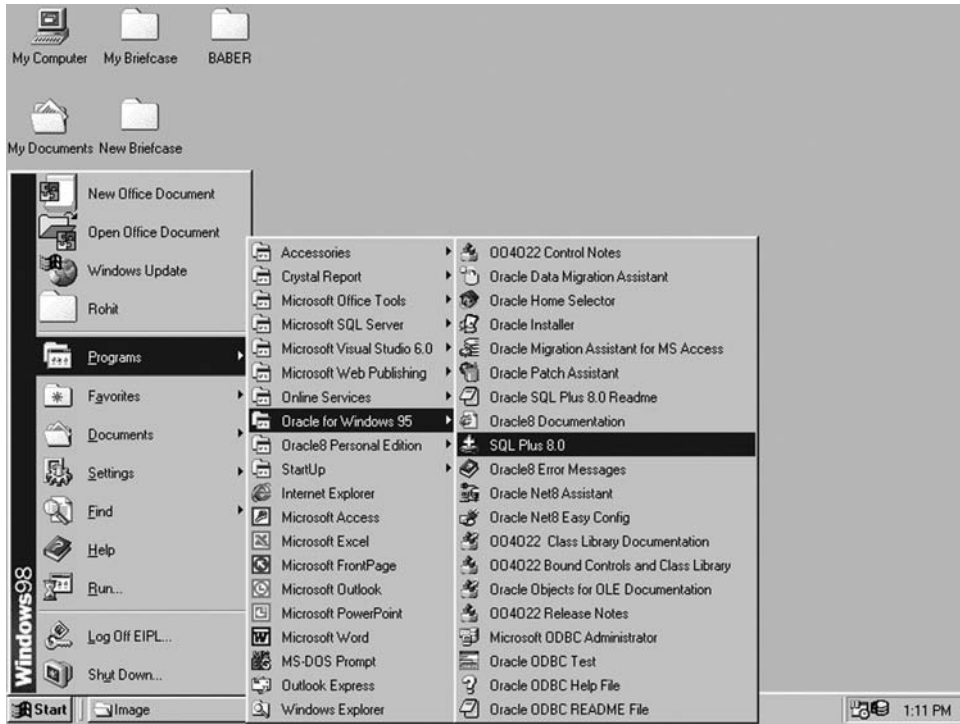 My Computer
My Briefcase
BABER
My Documents
New Briefcase
New Office Document
Open Office Document
Windows Update
Rohit
Programs
Favorites
Documents
Settings
Find
Help
Run...
Log Off EIPL...
Shut Down...
Windows98
Accessories
Crystal Report
Microsoft Office Tools
Microsoft SQL Server
Microsoft Visual Studio 6.0
Microsoft Web Publishing
Online Services
Oracle for Windows 95
Oracle8 Personal Edition
StartUp
Internet Explorer
Microsoft Access
Microsoft Excel
Microsoft FrontPage
Microsoft Outlook
Microsoft PowerPoint
Microsoft Word
MS-DOS Prompt
Outlook Express
Windows Explorer
OO4O22 Control Notes
Oracle Data Migration Assistant
Oracle Home Selector
Oracle Installer
Oracle Migration Assistant for MS Access
Oracle Patch Assistant
Oracle SQL Plus 8.0 Readme
Oracle8 Documentation
SQL Plus 8.0
Oracle8 Error Messages
Oracle Net8 Assistant
Oracle Net8 Easy Config
OO4O22 Class Library Documentation
OO4O22 Bound Controls and Class Library
Oracle Objects for OLE Documentation
OO4O22 Release Notes
Microsoft ODBC Administrator
Oracle ODBC Test
Oracle ODBC Help File
Oracle ODBC README File
Start
Image
1:11 PM